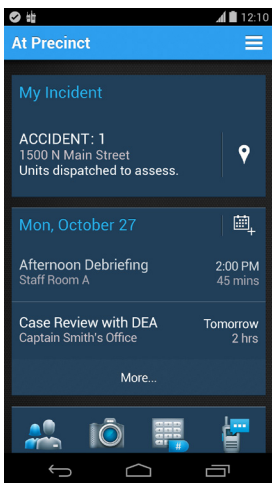 12:10
At Precinct
My Incident
ACCIDENT: 1
1500 N Main Street
Units dispatched to assess.
Mon, October 27
Afternoon Debriefing 2:00 PM
Staff Room A 45 mins
Case Review with DEA Tomorrow
Captain Smith's Office 2 hrs
More...
#